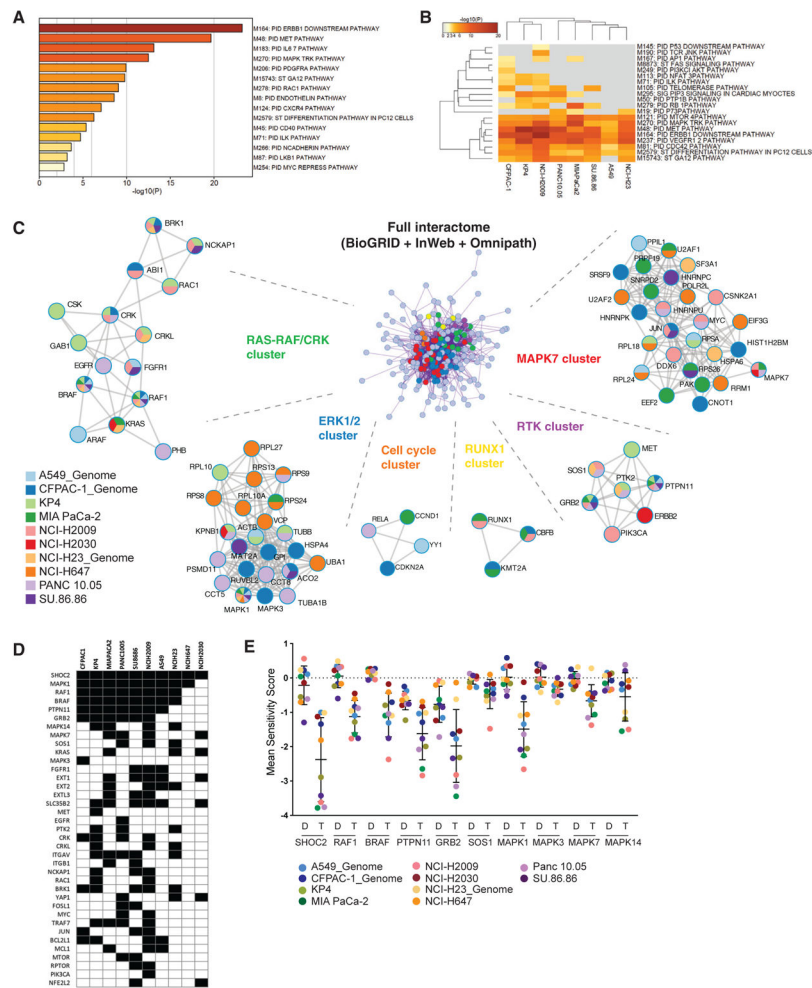 A
0 3 4 6 10 20
-log10(P)
M164: PID ERBB1 DOWNSTREAM PATHWAY
M48: PID MET PATHWAY
M183: PID IL6 7 PATHWAY
M270: PID MAPK TRK PATHWAY
M206: PID PDGFRA PATHWAY
M15743: ST GA12 PATHWAY
M278: PID RAC1 PATHWAY
M8: PID ENDOTHELIN PATHWAY
M124: PID CXCR4 PATHWAY
M2579: ST DIFFERENTIATION PATHWAY IN PC12 CELLS
M45: PID CD40 PATHWAY
M71: PID ILK PATHWAY
M266: PID NCADHERIN PATHWAY
M87: PID LKB1 PATHWAY
M254: PID MYC REPRESS PATHWAY
0 5 10 15 20
-log10(P)
B
-log10(P)
0 2 3 4 6 10 20
M145: PID P53 DOWNSTREAM PATHWAY
M190: PID TCR JNK PATHWAY
M167: PID AP1 PATHWAY
M8873: ST FAS SIGNALING PATHWAY
M249: PID PI3KCI AKT PATHWAY
M113: PID NFAT 3PATHWAY
M71: PID ILK PATHWAY
M105: PID TELOMERASE PATHWAY
M295: SIG PIP3 SIGNALING IN CARDIAC MYOCTES
M50: PID PTP1B PATHWAY
M279: PID RB 1PATHWAY
M19: PID P73PATHWAY
M121: PID MTOR 4PATHWAY
M270: PID MAPK TRK PATHWAY
M48: PID MET PATHWAY
M164: PID ERBB1 DOWNSTREAM PATHWAY
M237: PID VEGFR1 2 PATHWAY
M81: PID CDC42 PATHWAY
M2579: ST DIFFERENTIATION PATHWAY IN PC12 CELLS
M15743: ST GA12 PATHWAY
CFPAC-1
KP4
NCI-H2009
PANC10.05
MIAPaCa2
SU.86.86
A549
NCI-H23
C
Full interactome
(BioGRID + InWeb + Omnipath)
BRK1
NCKAP1
ABI1
RAC1
CSK
CRK
CRKL
GAB1
EGFR
FGFR1
BRAF
RAF1
KRAS
ARAF
PHB
RAS-RAF/CRK
cluster
MAPK7 cluster
PPIL1
U2AF1
PRPF19
SF3A1
SRSF9
SNRPD2
HNRNPC
POLR2L
U2AF2
CSNK2A1
HNRNPK
HNRNPU
MYC
EIF3G
JUN
RPSA
HIST1H2BM
RPL18
HSPA6
DDX6
RPS26
MAPK7
RPL24
PAK
RRM1
EEF2
CNOT1
ERK1/2
cluster
Cell cycle
cluster
RUNX1
cluster
RTK cluster
RPL27
RPL10
RPS13
RPS9
RPS8
RPL10A
RPS24
VCP
KPNB1
ACTB
TUBB
HSPA4
MAT2A
GPI
UBA1
PSMD11
RUVBL2
CCT8
ACO2
CCT5
MAPK1
MAPK3
TUBA1B
RELA
CCND1
YY1
CDKN2A
RUNX1
CBFB
KMT2A
MET
SOS1
PTK2
PTPN11
GRB2
ERBB2
PIK3CA
A549_Genome
CFPAC-1_Genome
KP4
MIA PaCa-2
NCI-H2009
NCI-H2030
NCI-H23_Genome
NCI-H647
PANC 10.05
SU.86.86
D
CFPAC1
KP4
MIAPACA2
PANC1005
SU8686
NCIH2009
A549
NCIH23
NCIH647
NCIH2030
SHOC2
MAPK1
RAF1
BRAF
PTPN11
GRB2
MAPK14
MAPK7
SOS1
KRAS
MAPK3
FGFR1
EXT1
EXT2
EXTL3
SLC35B2
MET
EGFR
PTK2
CRK
CRKL
ITGAV
ITGB1
NCKAP1
RAC1
BRK1
YAP1
FOSL1
MYC
TRAF7
JUN
BCL2L1
MCL1
MTOR
RPTOR
PIK3CA
NFE2L2
E
Mean Sensitivity Score
1
0
-1
-2
-3
-4
D T D T D T D T D T D T D T D T D T D T
SHOC2 RAF1 BRAF PTPN11 GRB2 SOS1 MAPK1 MAPK3 MAPK7 MAPK14
A549_Genome NCI-H2009 Panc 10.05
CFPAC-1_Genome NCI-H2030 SU.86.86
KP4 NCI-H23_Genome
MIA PaCa-2 NCI-H647